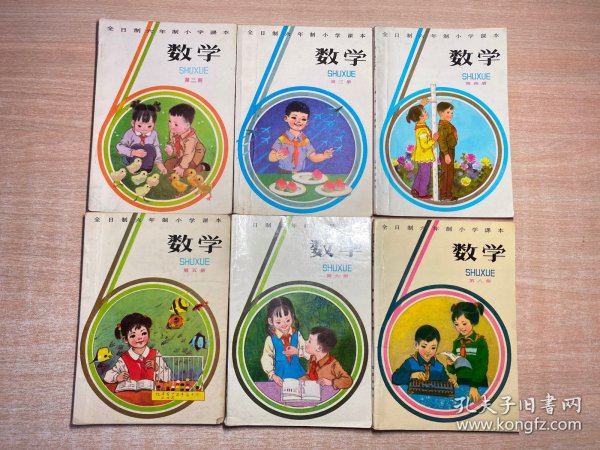 全日制六年制小学课本
数学
SHUXUE
第二册
全日制六年制小学课本
数学
SHUXUE
第三册
全日制六年制小学课本
数学
SHUXUE
第四册
全日制六年制小学课本
数学
SHUXUE
第五册
日制六年
数学
SHUXUE
第六册
全日制六年制小学课本
数学
SHUXUE
第八册
孔夫子旧书网
www.kongfz.com